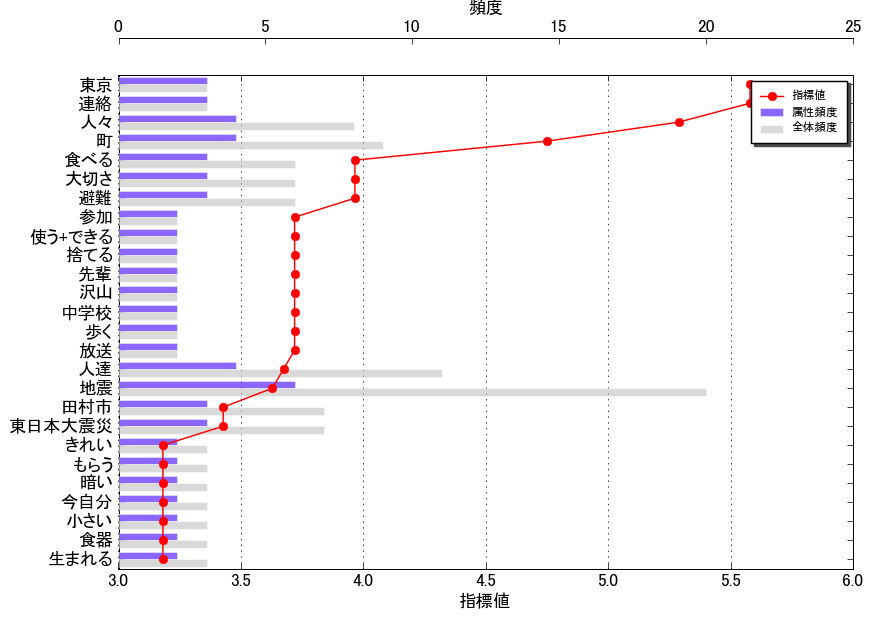 頻度
0 5 10 15 20 25
指標値
属性頻度
全体頻度
東京
連絡
人々
町
食べる
大切さ
避難
参加
使う+できる
捨てる
先輩
沢山
中学校
歩く
放送
人達
地震
田村市
東日本大震災
きれい
もらう
暗い
今自分
小さい
食器
生まれる
3.0 3.5 4.0 4.5 5.0 5.5 6.0
指標値